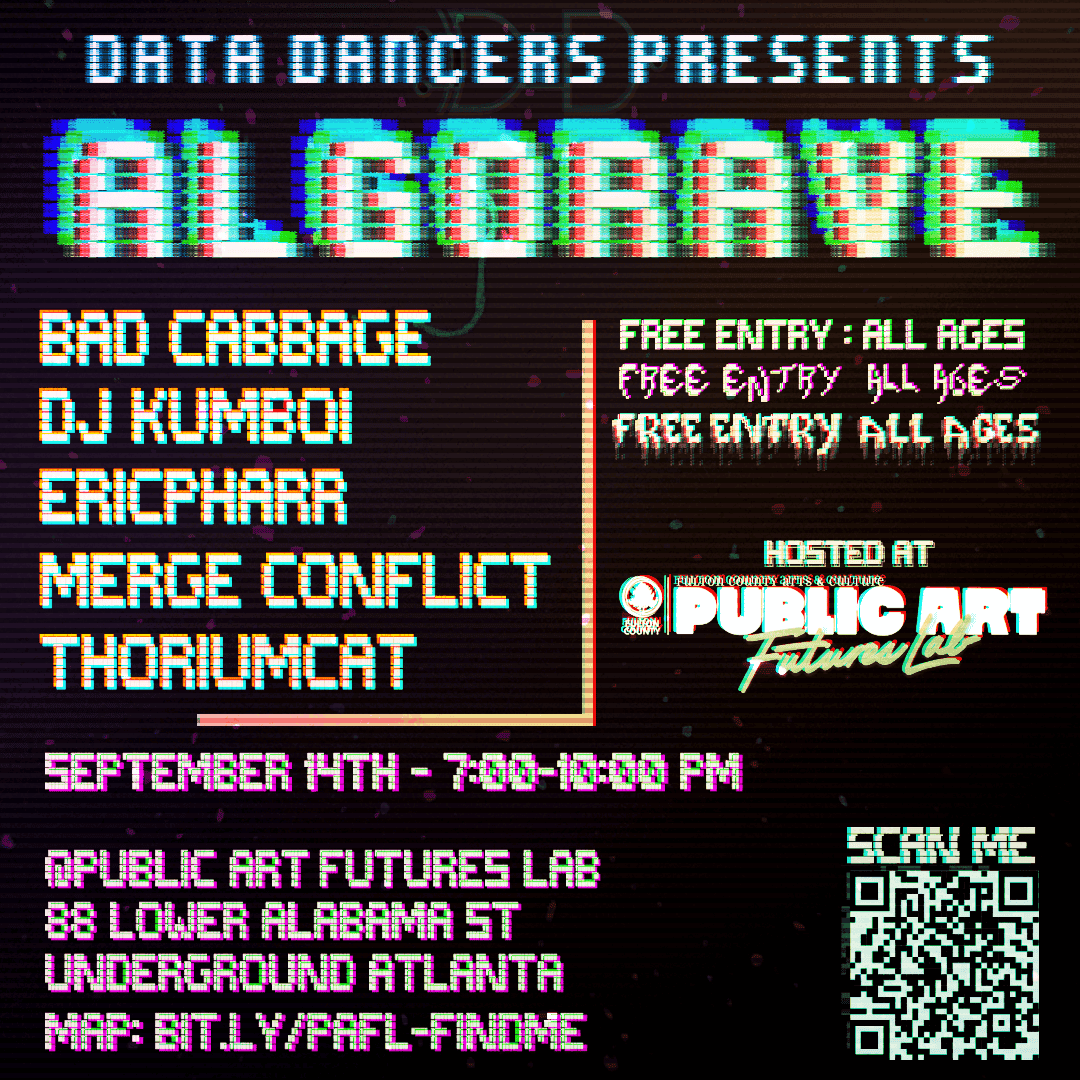 DATA DANCERS PRESENTS
ALGORAVE
BAD CABBAGE
DJ KUMBOI
ERICPHARR
MERGE CONFLICT
THORIUMCAT
FREE ENTRY : ALL AGES
FREE ENTRY ALL AGES
FREE ENTRY ALL AGES
HOSTED AT
FULTON COUNTY ARTS & CULTURE
FULTON COUNTY
PUBLIC ART
Futures Lab
SEPTEMBER 14TH - 7:00-10:00 PM
@PUBLIC ART FUTURES LAB
88 LOWER ALABAMA ST
UNDERGROUND ATLANTA
MAP: BIT.LY/PAFL-FINDME
SCAN ME